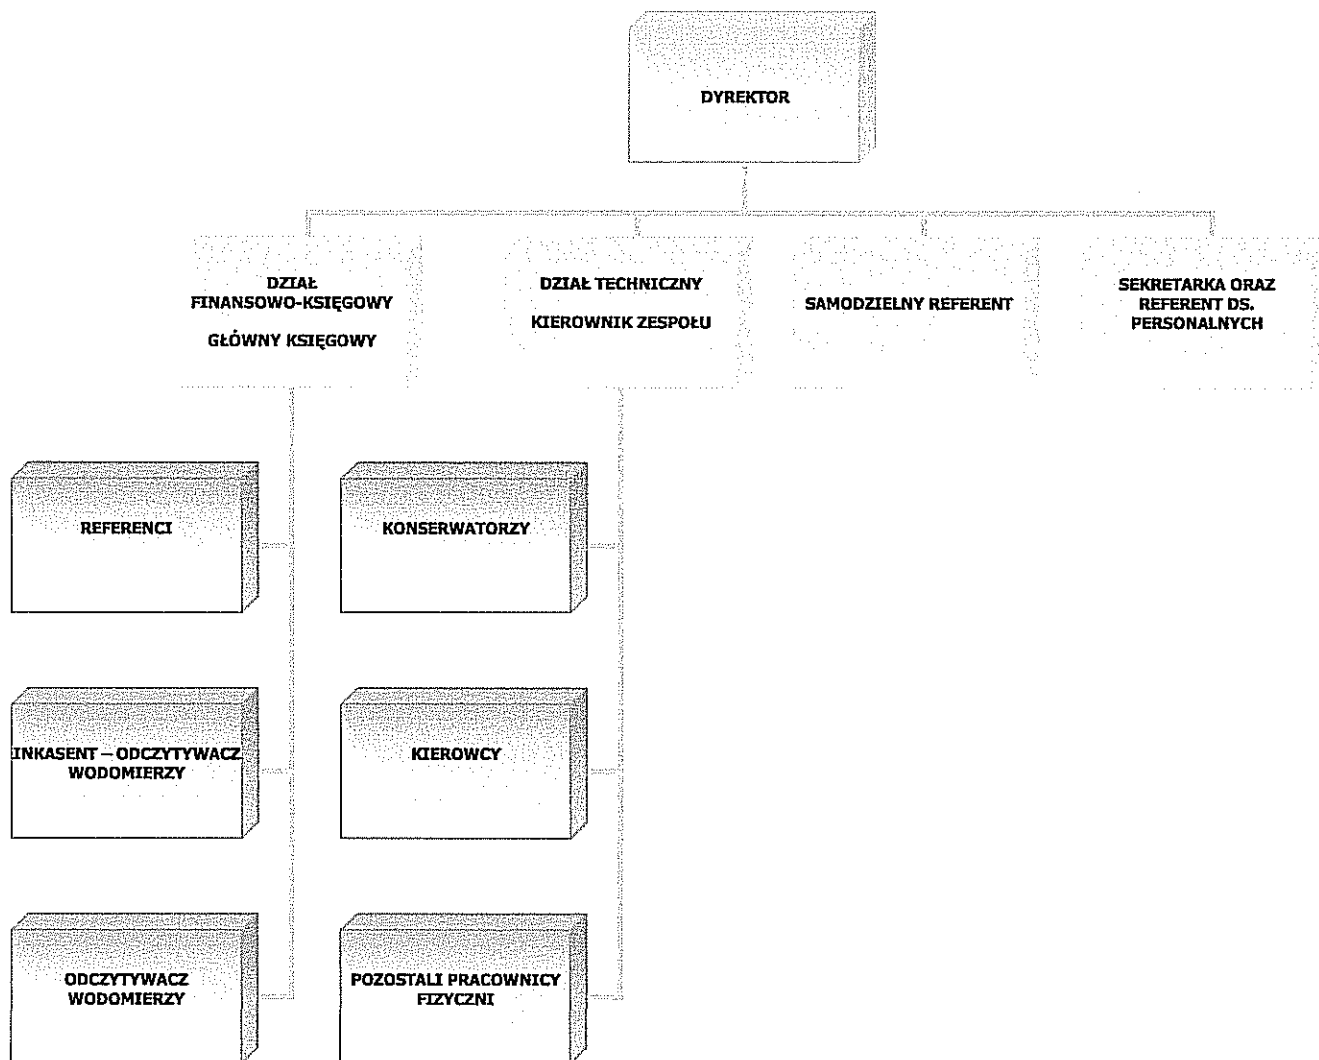 DYREKTOR
DZIAŁ
FINANSOWO-KSIĘGOWY
GŁÓWNY KSIĘGOWY
DZIAŁ TECHNICZNY
KIEROWNIK ZESPOŁU
SAMODZIELNY REFERENT
SEKRETARKA ORAZ
REFERENT DS.
PERSONALNYCH
REFERENCI
KONSERWATORZY
INKASENT – ODCZYTYWACZ
WODOMIERZY
KIEROWCY
ODCZYTYWACZ
WODOMIERZY
POZOSTALI PRACOWNICY
FIZYCZNI